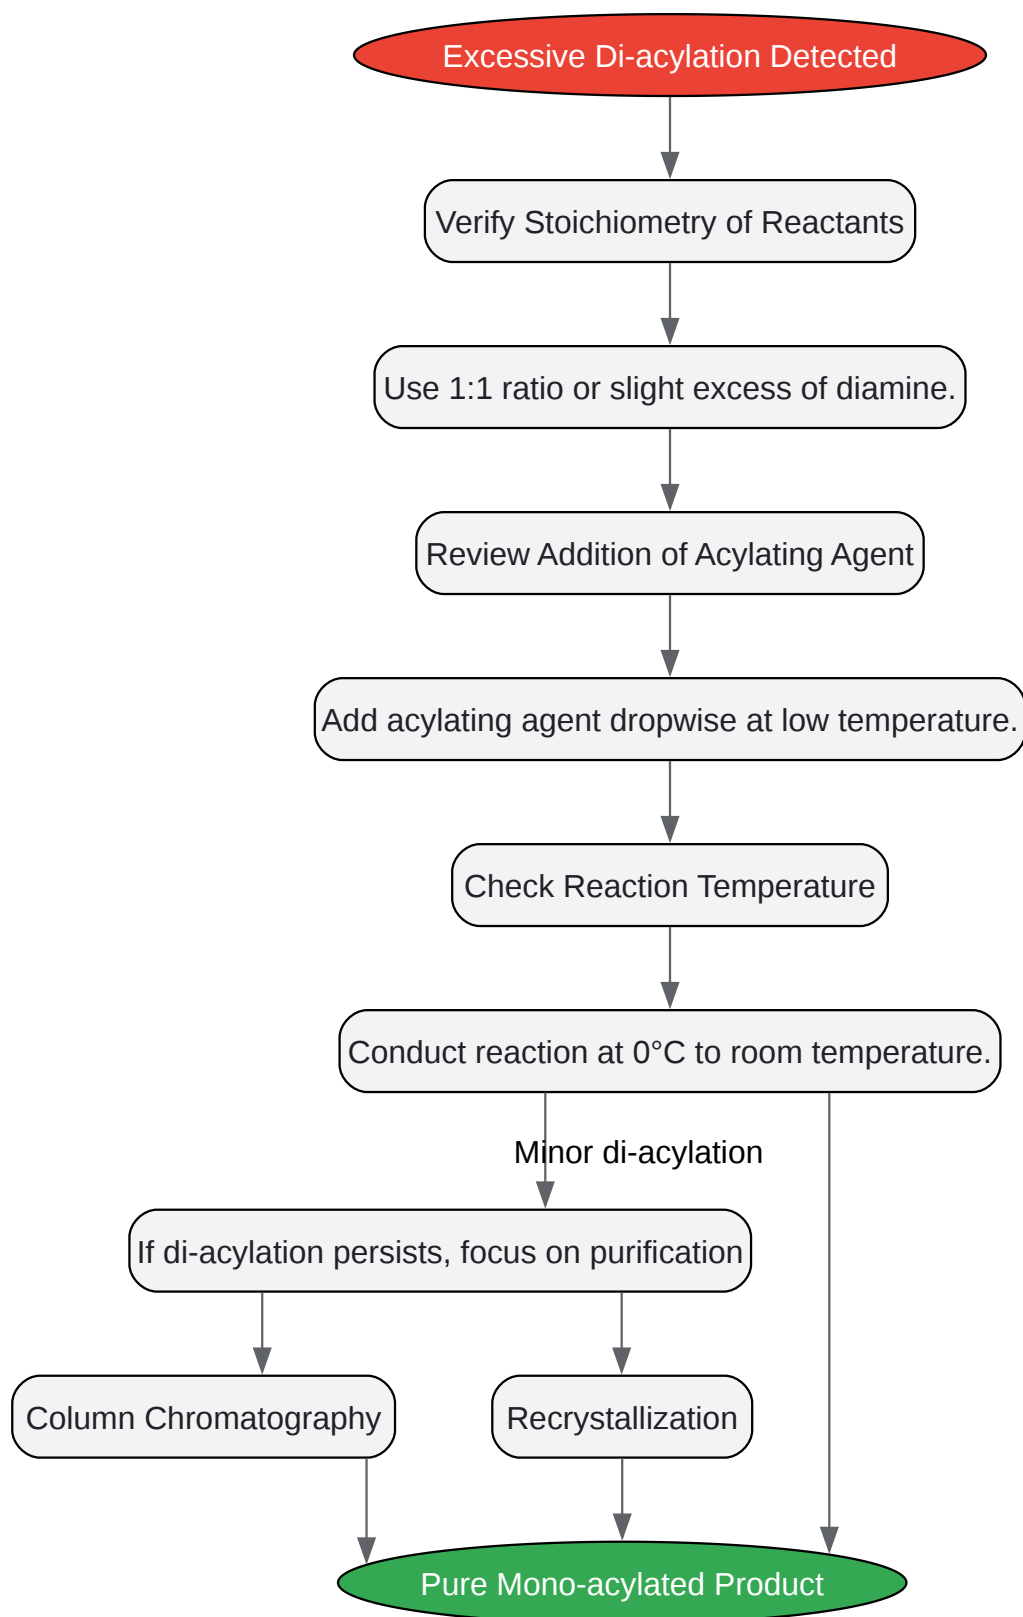 Excessive Di-acylation Detected
Verify Stoichiometry of Reactants
Use 1:1 ratio or slight excess of diamine.
Review Addition of Acylating Agent
Add acylating agent dropwise at low temperature.
Check Reaction Temperature
Conduct reaction at 0°C to room temperature.
Minor di-acylation
If di-acylation persists, focus on purification
Column Chromatography
Recrystallization
Pure Mono-acylated Product